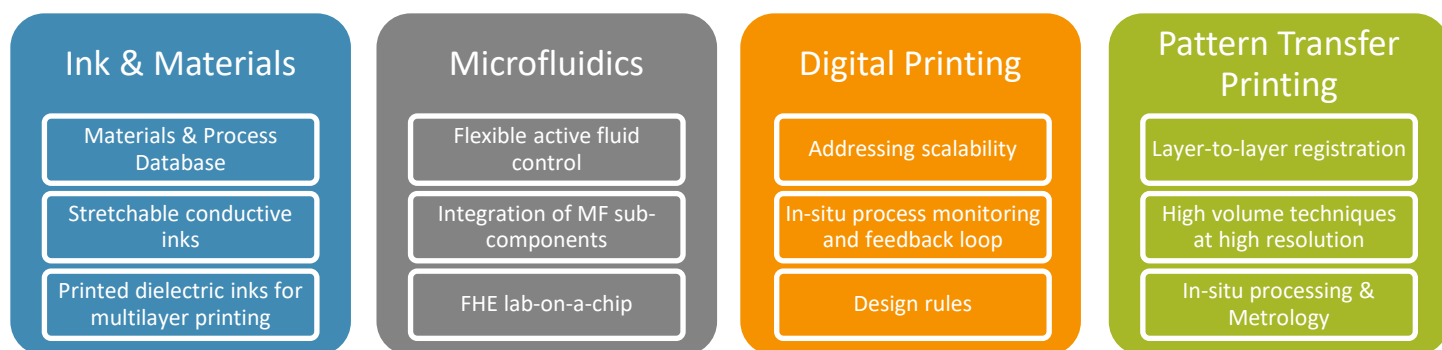 Ink & Materials
Materials & Process
Database
Stretchable conductive
inks
Printed dielectric inks for
multilayer printing
Microfluidics
Flexible active fluid
control
Integration of MF sub-
components
FHE lab-on-a-chip
Digital Printing
Addressing scalability
In-situ process monitoring
and feedback loop
Design rules
Pattern Transfer
Printing
Layer-to-layer registration
High volume techniques
at high resolution
In-situ processing &
Metrology